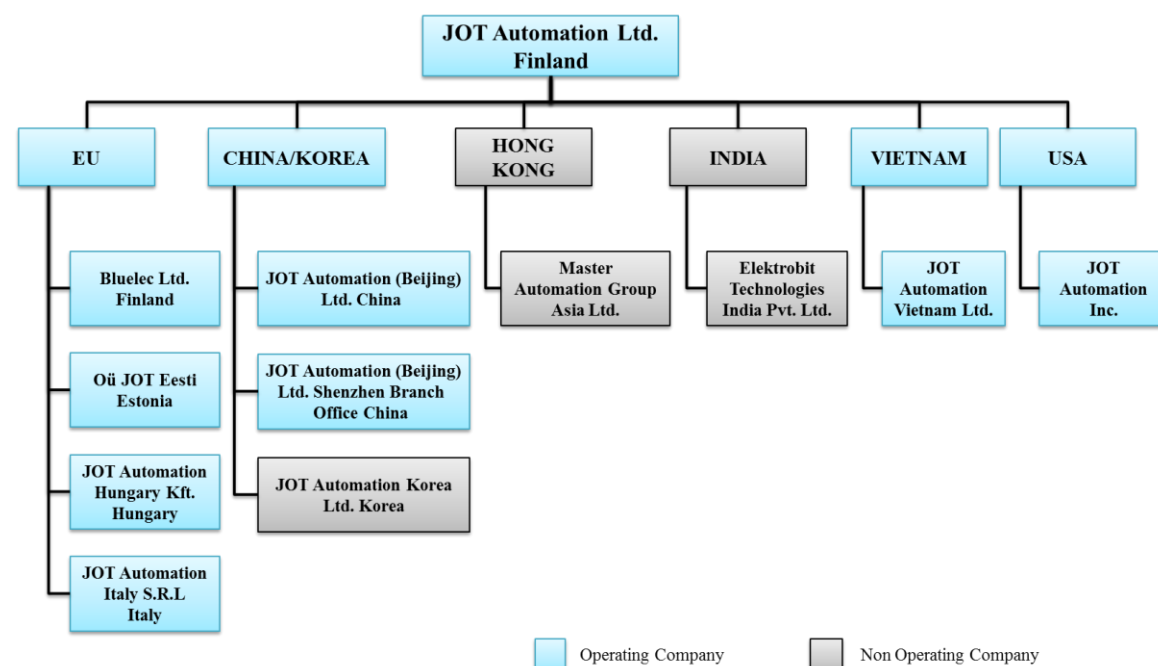 JOT Automation Ltd.
Finland
EU
CHINA/KOREA
HONG
KONG
INDIA
VIETNAM
USA
Bluelec Ltd.
Finland
JOT Automation (Beijing)
Ltd. China
Master
Automation Group
Asia Ltd.
Elektrobit
Technologies
India Pvt. Ltd.
JOT
Automation
Vietnam Ltd.
JOT
Automation
Inc.
Oü JOT Eesti
Estonia
JOT Automation (Beijing)
Ltd. Shenzhen Branch
Office China
JOT Automation
Hungary Kft.
Hungary
JOT Automation Korea
Ltd. Korea
JOT Automation
Italy S.R.L
Italy
Operating Company
Non Operating Company